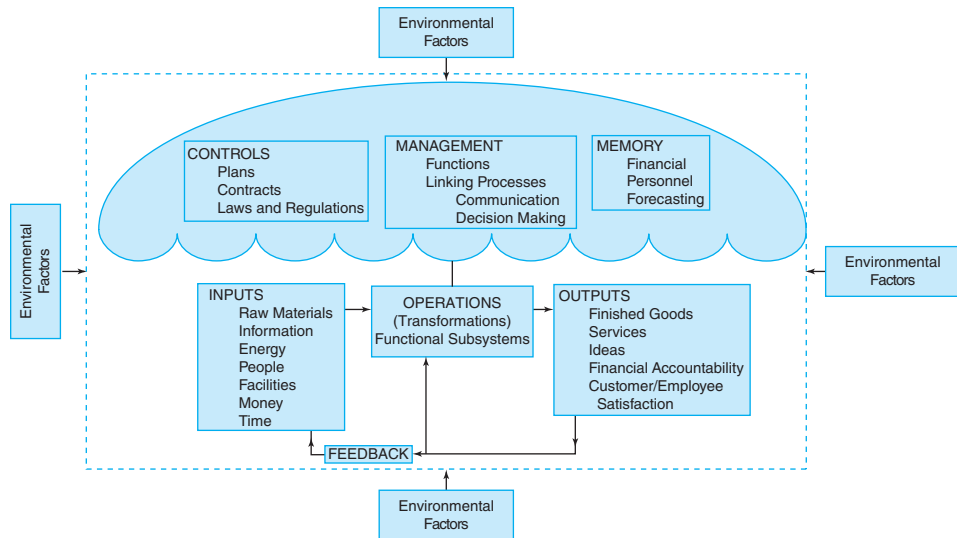 Environmental
Factors
CONTROLS
Plans
Contracts
Laws and Regulations
MANAGEMENT
Functions
Linking Processes
Communication
Decision Making
MEMORY
Financial
Personnel
Forecasting
Environmental
Factors
Environmental
Factors
INPUTS
Raw Materials
Information
Energy
People
Facilities
Money
Time
OPERATIONS
(Transformations)
Functional Subsystems
OUTPUTS
Finished Goods
Services
Ideas
Financial Accountability
Customer/Employee
Satisfaction
FEEDBACK
Environmental
Factors